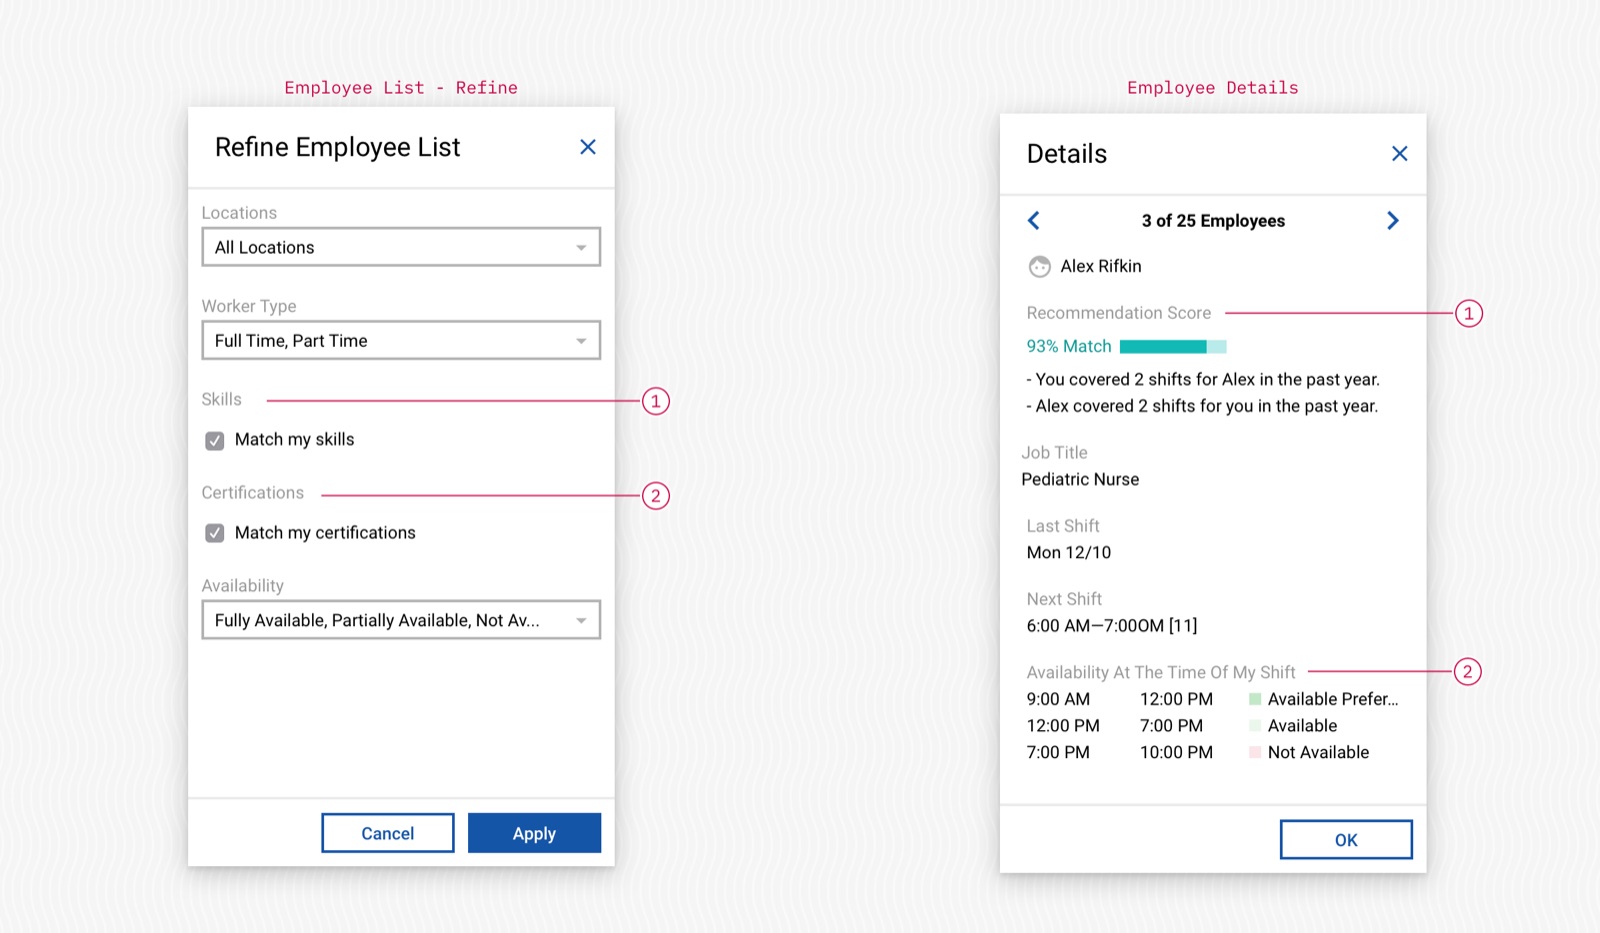 Employee List - Refine
Refine Employee List
Locations
All Locations
Worker Type
Full Time, Part Time
Skills
1
Match my skills
Certifications
2
Match my certifications
Availability
Fully Available, Partially Available, Not Av...
Cancel
Apply
Employee Details
Details
3 of 25 Employees
Alex Rifkin
Recommendation Score
1
93% Match
- You covered 2 shifts for Alex in the past year.
- Alex covered 2 shifts for you in the past year.
Job Title
Pediatric Nurse
Last Shift
Mon 12/10
Next Shift
6:00 AM—7:00OM [11]
Availability At The Time Of My Shift
2
9:00 AM 12:00 PM Available Prefer...
12:00 PM 7:00 PM Available
7:00 PM 10:00 PM Not Available
OK